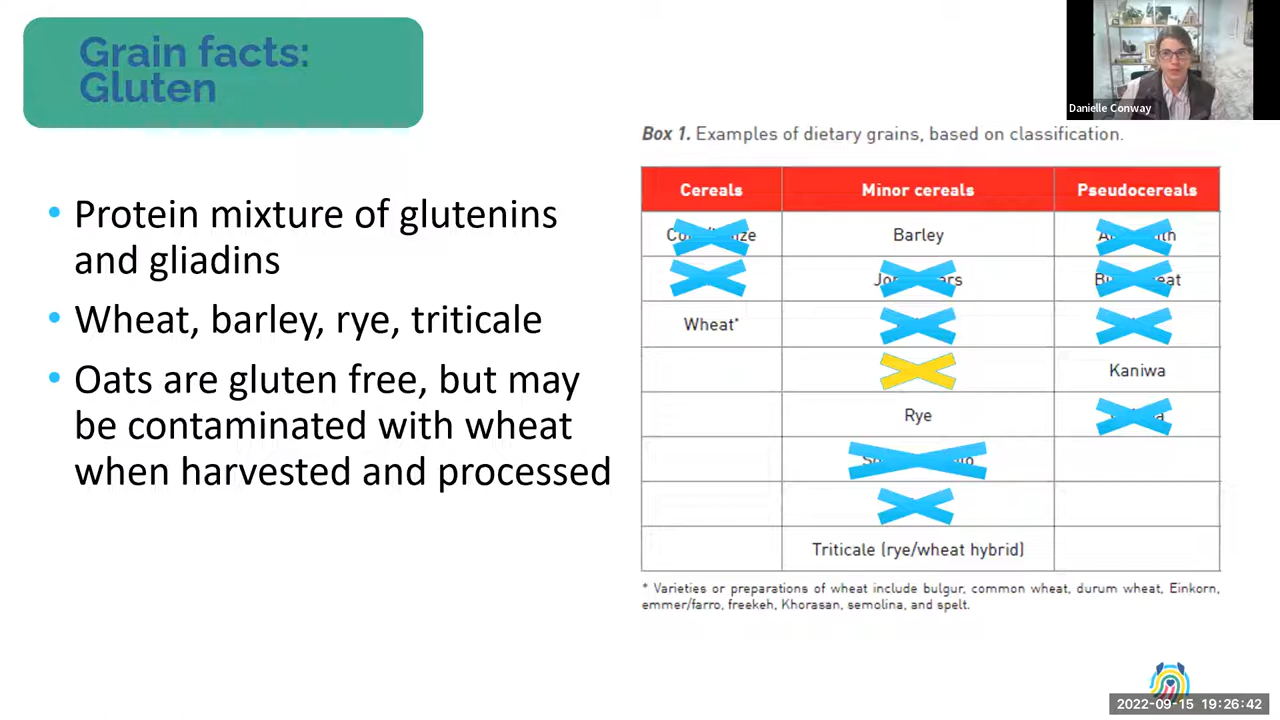 Grain facts:
Gluten
Danielle Conway
• Protein mixture of glutenins
and gliadins
• Wheat, barley, rye, triticale
• Oats are gluten free, but may
be contaminated with wheat
when harvested and processed
Box 1. Examples of dietary grains, based on classification.
Cereals Minor cereals Pseudocereals
Barley
Wheat*
Kaniwa
Rye
Triticale (rye/wheat hybrid)
* Varieties or preparations of wheat include bulgur, common wheat, durum wheat, Einkorn,
emmer/farro, freekeh, Khorasan, semolina, and spelt.
2022-09-15 19:26:42